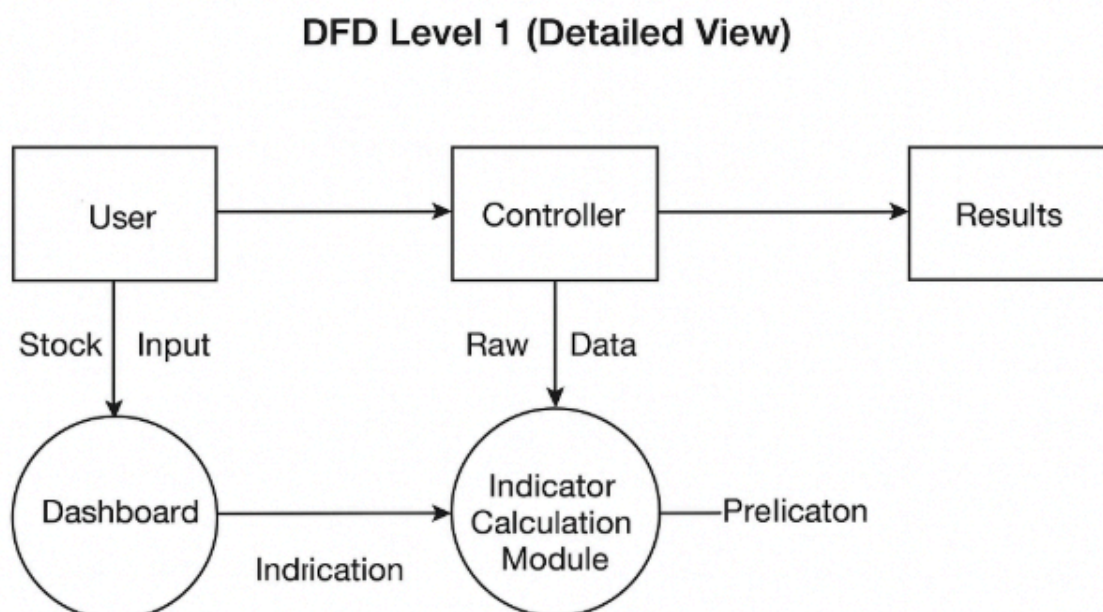 DFD Level 1 (Detailed View)
User
Controller
Results
Stock Input
Raw Data
Dashboard
Indicator
Calculation
Module
Prelicaton
Indrication